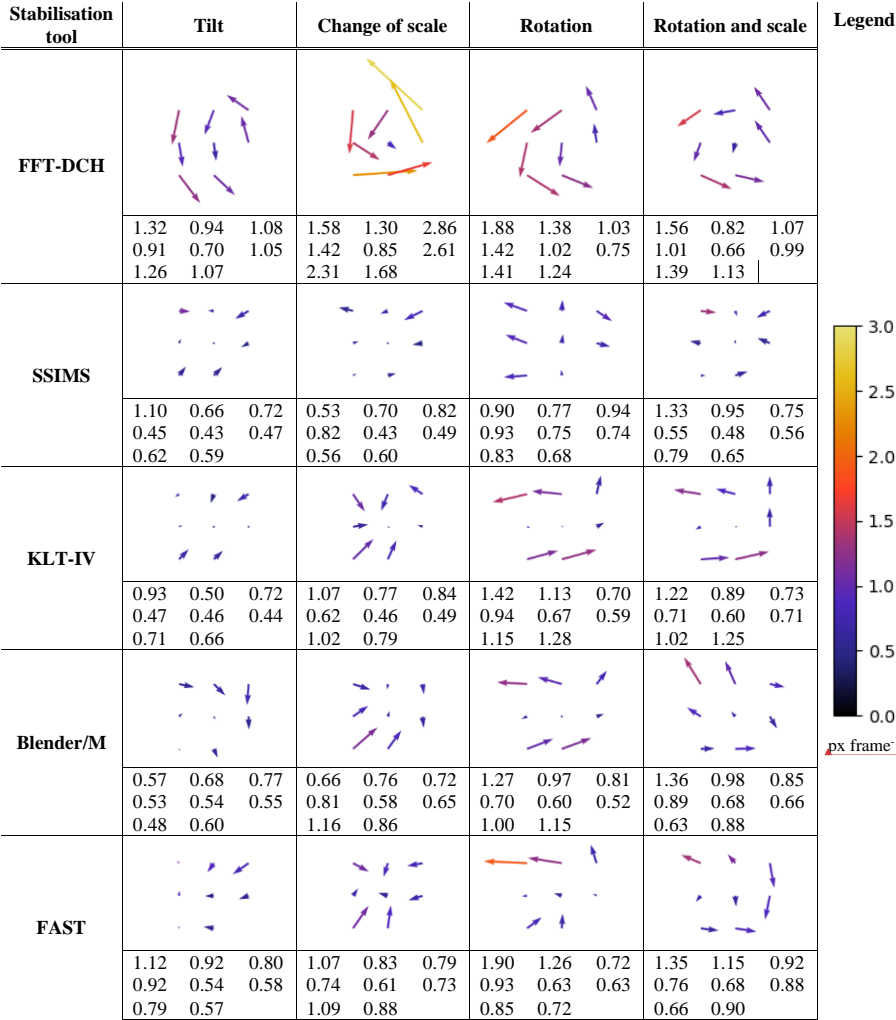 Stabilisation tool Tilt Change of scale Rotation Rotation and scale Legend
FFT-DCH
1.32 0.94 1.08 1.58 1.30 2.86 1.88 1.38 1.03 1.56 0.82 1.07
0.91 0.70 1.05 1.42 0.85 2.61 1.42 1.02 0.75 1.01 0.66 0.99
1.26 1.07 2.31 1.68 1.41 1.24 1.39 1.13
SSIMS
1.10 0.66 0.72 0.53 0.70 0.82 0.90 0.77 0.94 1.33 0.95 0.75
0.45 0.43 0.47 0.82 0.43 0.49 0.93 0.75 0.74 0.55 0.48 0.56
0.62 0.59 0.56 0.60 0.83 0.68 0.79 0.65
KLT-IV
0.93 0.50 0.72 1.07 0.77 0.84 1.42 1.13 0.70 1.22 0.89 0.73
0.47 0.46 0.44 0.62 0.46 0.49 0.94 0.67 0.59 0.71 0.60 0.71
0.71 0.66 1.02 0.79 1.15 1.28 1.02 1.25
Blender/M
0.57 0.68 0.77 0.66 0.76 0.72 1.27 0.97 0.81 1.36 0.98 0.85
0.53 0.54 0.55 0.81 0.58 0.65 0.70 0.60 0.52 0.89 0.68 0.66
0.48 0.60 1.16 0.86 1.00 1.15 0.63 0.88
FAST
1.12 0.92 0.80 1.07 0.83 0.79 1.90 1.26 0.72 1.35 1.15 0.92
0.92 0.54 0.58 0.74 0.61 0.73 0.93 0.63 0.63 0.76 0.68 0.88
0.79 0.57 1.09 0.88 0.85 0.72 0.66 0.90
3.0
2.5
2.0
1.5
1.0
0.5
0.0
px frame-